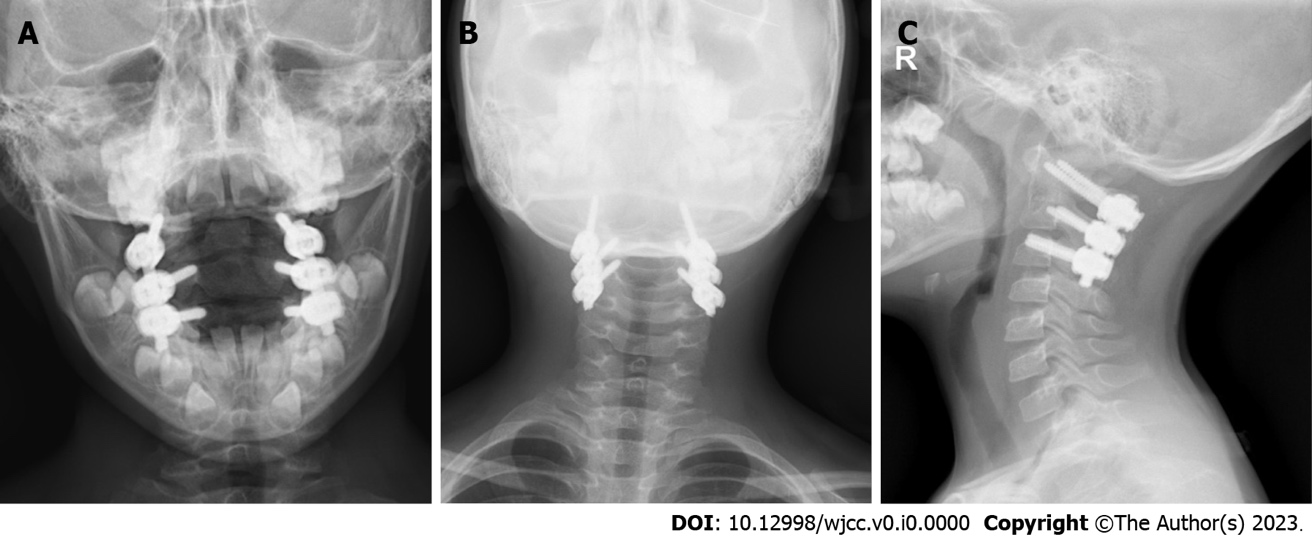 A
B
C
R
DOI: 10.12998/wjcc.v0.i0.0000 Copyright ©The Author(s) 2023.